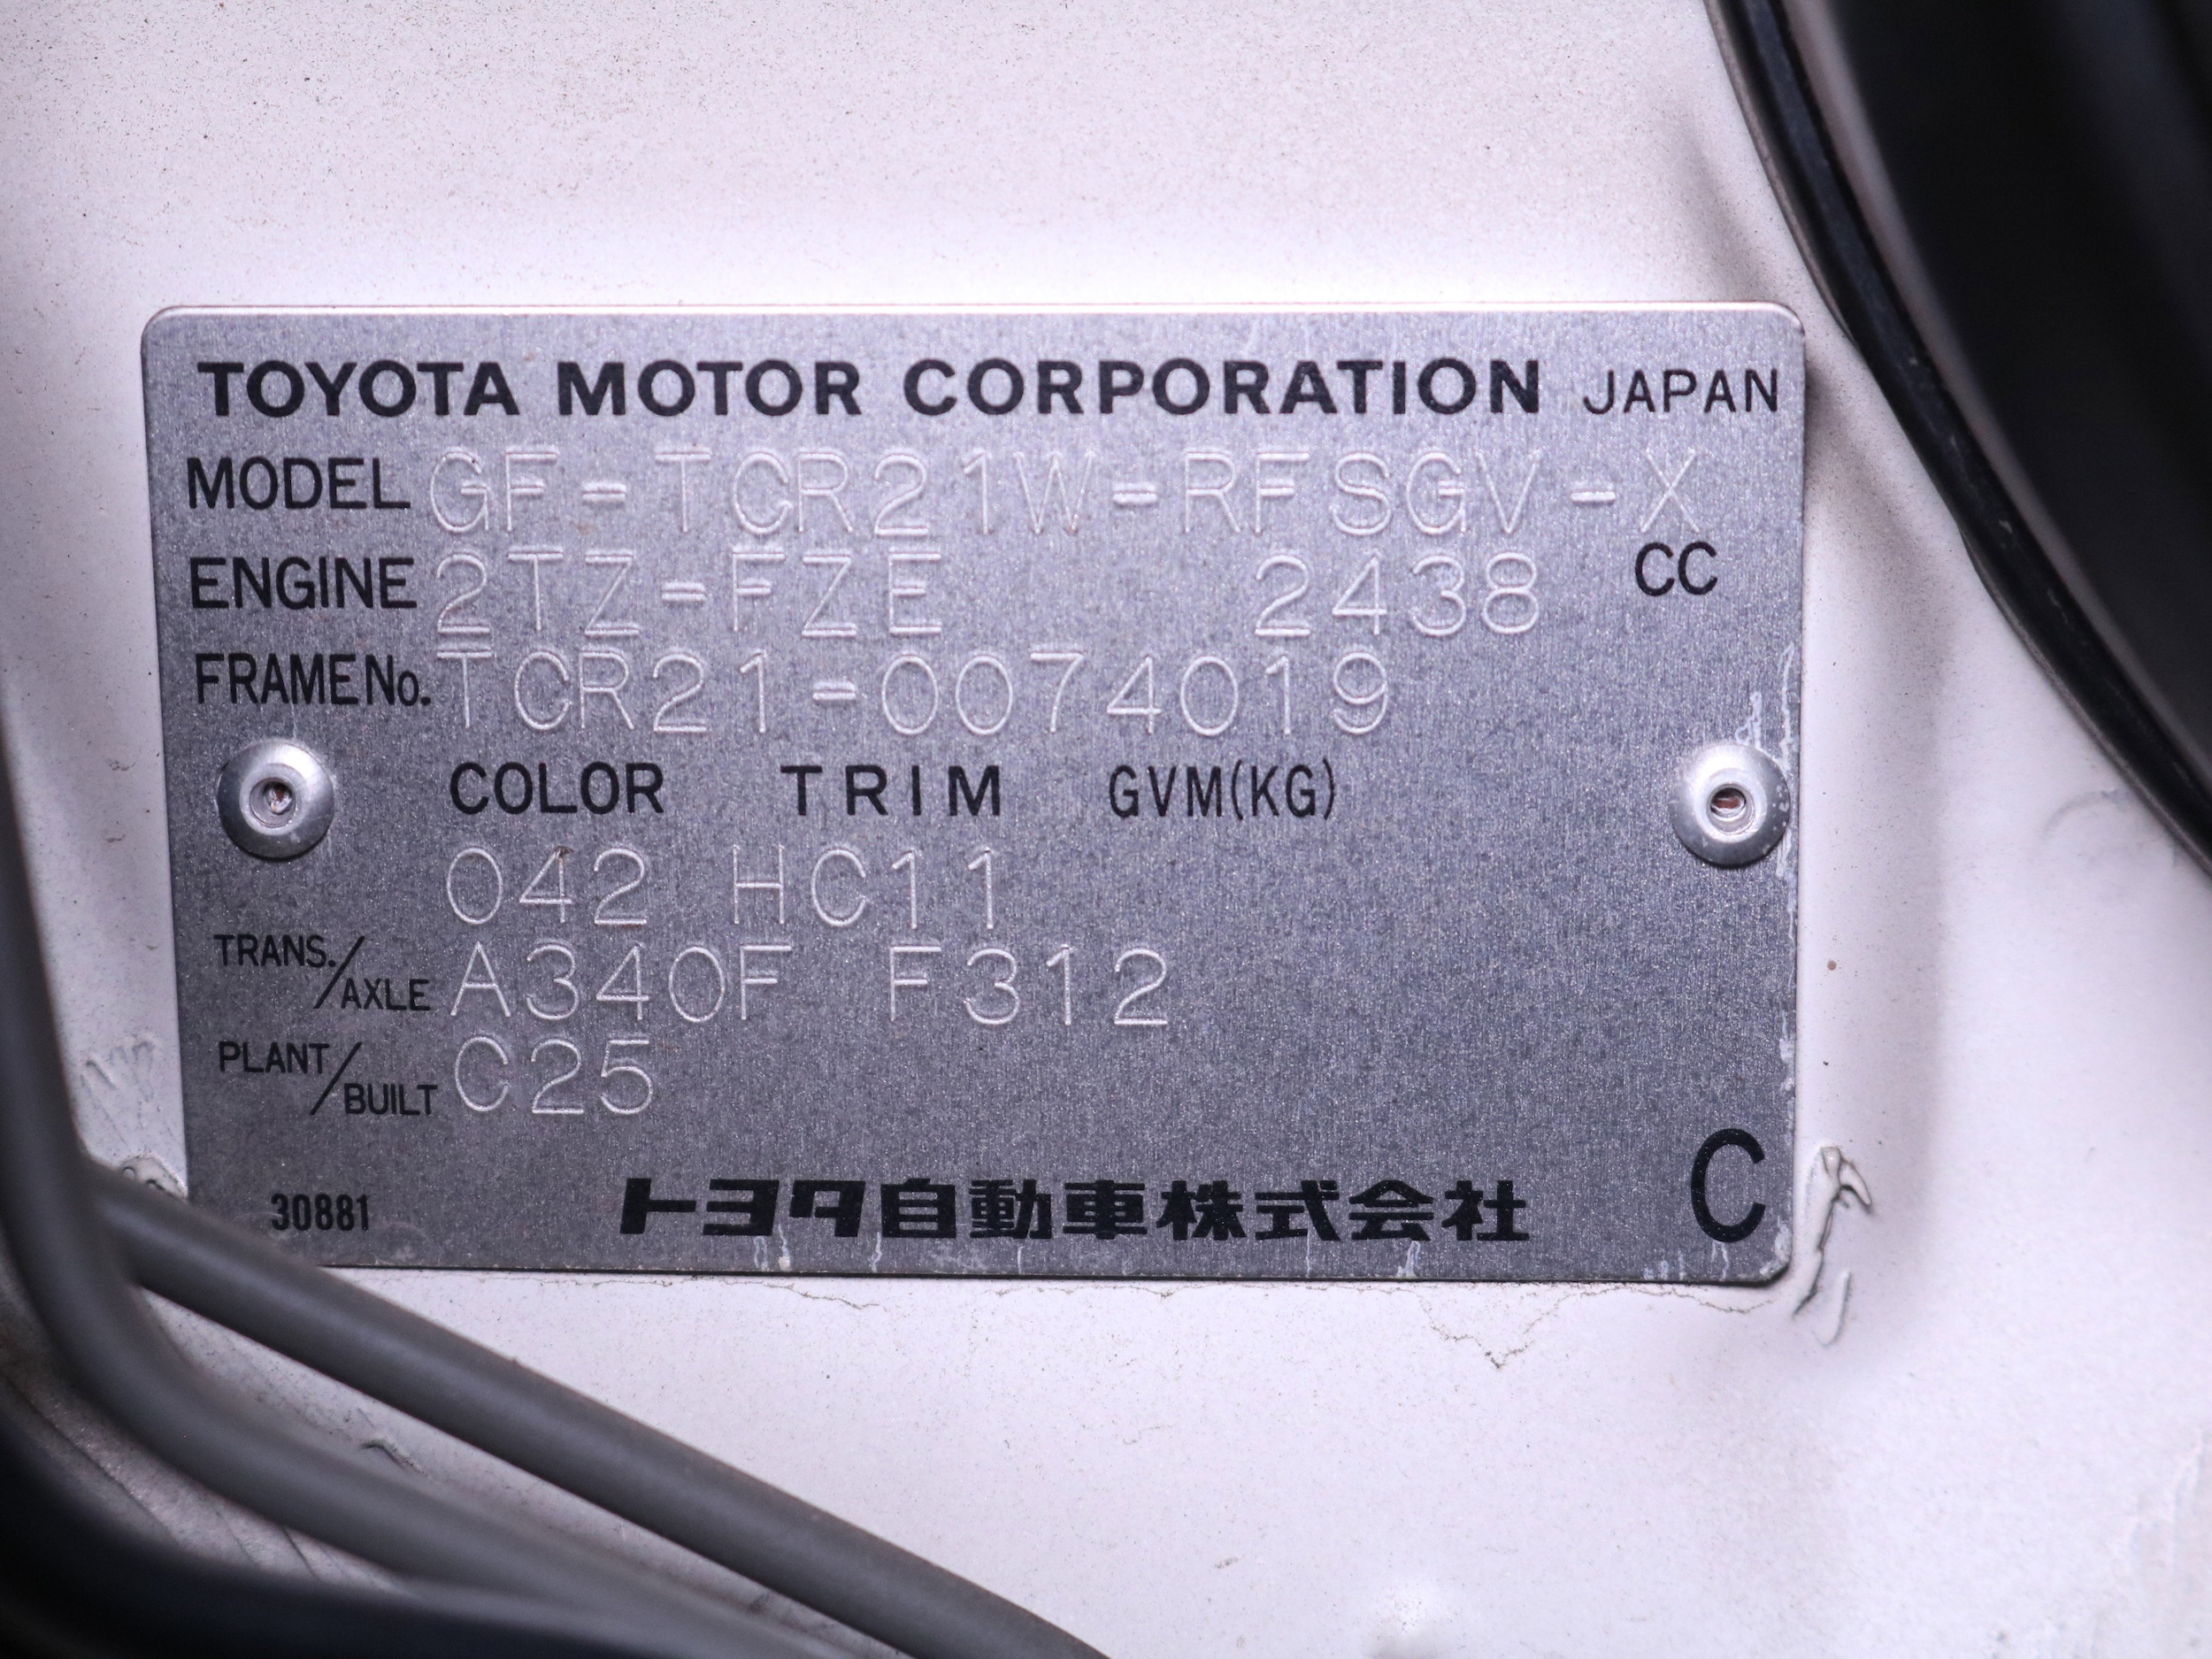 TOYOTA MOTOR CORPORATION JAPAN
MODEL GF-TCR21W-RFSGV-X
ENGINE 2TZ-FZE 2438 CC
FRAME No. TCR21-0074019
COLOR TRIM GVM(KG)
042 HC11
TRANS./AXLE A340F F312
PLANT/BUILT C25
30881 トヨタ自動車株式会社 C